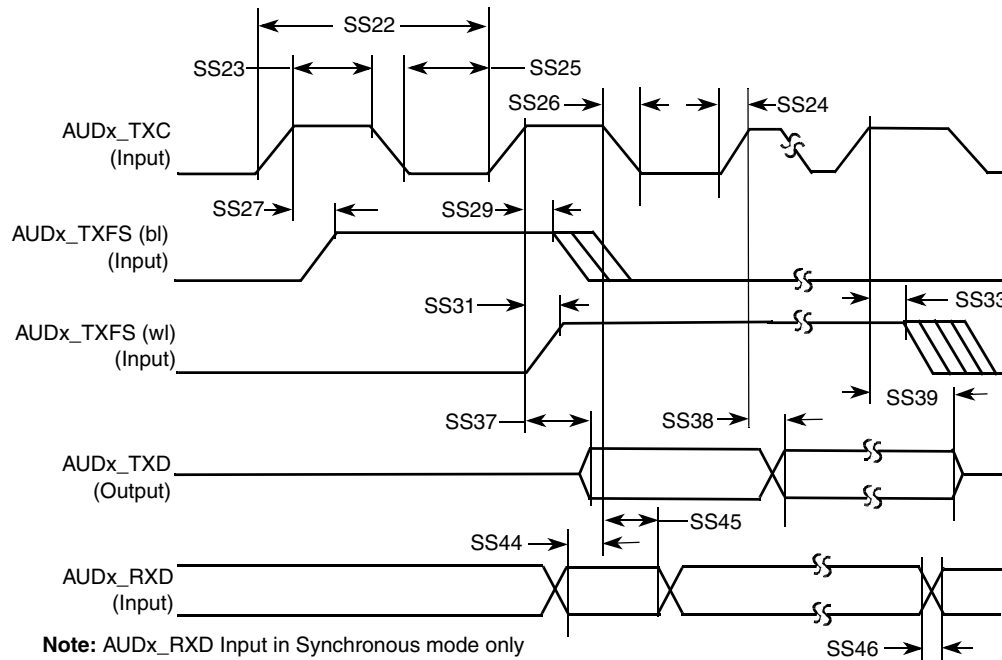 SS22
SS23
SS25
SS26
SS24
AUDx_TXC
(Input)
SS27
SS29
AUDx_TXFS (bl)
(Input)
SS31
SS33
AUDx_TXFS (wl)
(Input)
SS39
SS37
SS38
AUDx_TXD
(Output)
SS45
SS44
AUDx_RXD
(Input)
Note: AUDx_RXD Input in Synchronous mode only
SS46